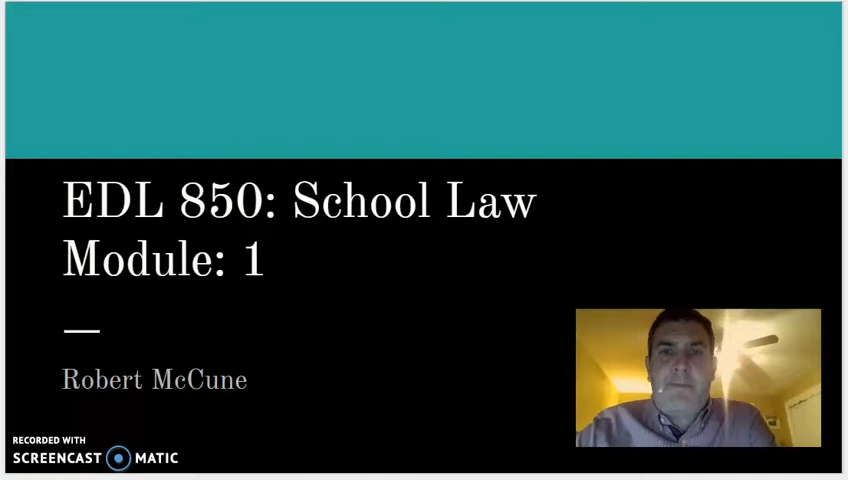 EDL 850: School Law
Module: 1
Robert McCune
RECORDED WITH
SCREENCAST MATIC